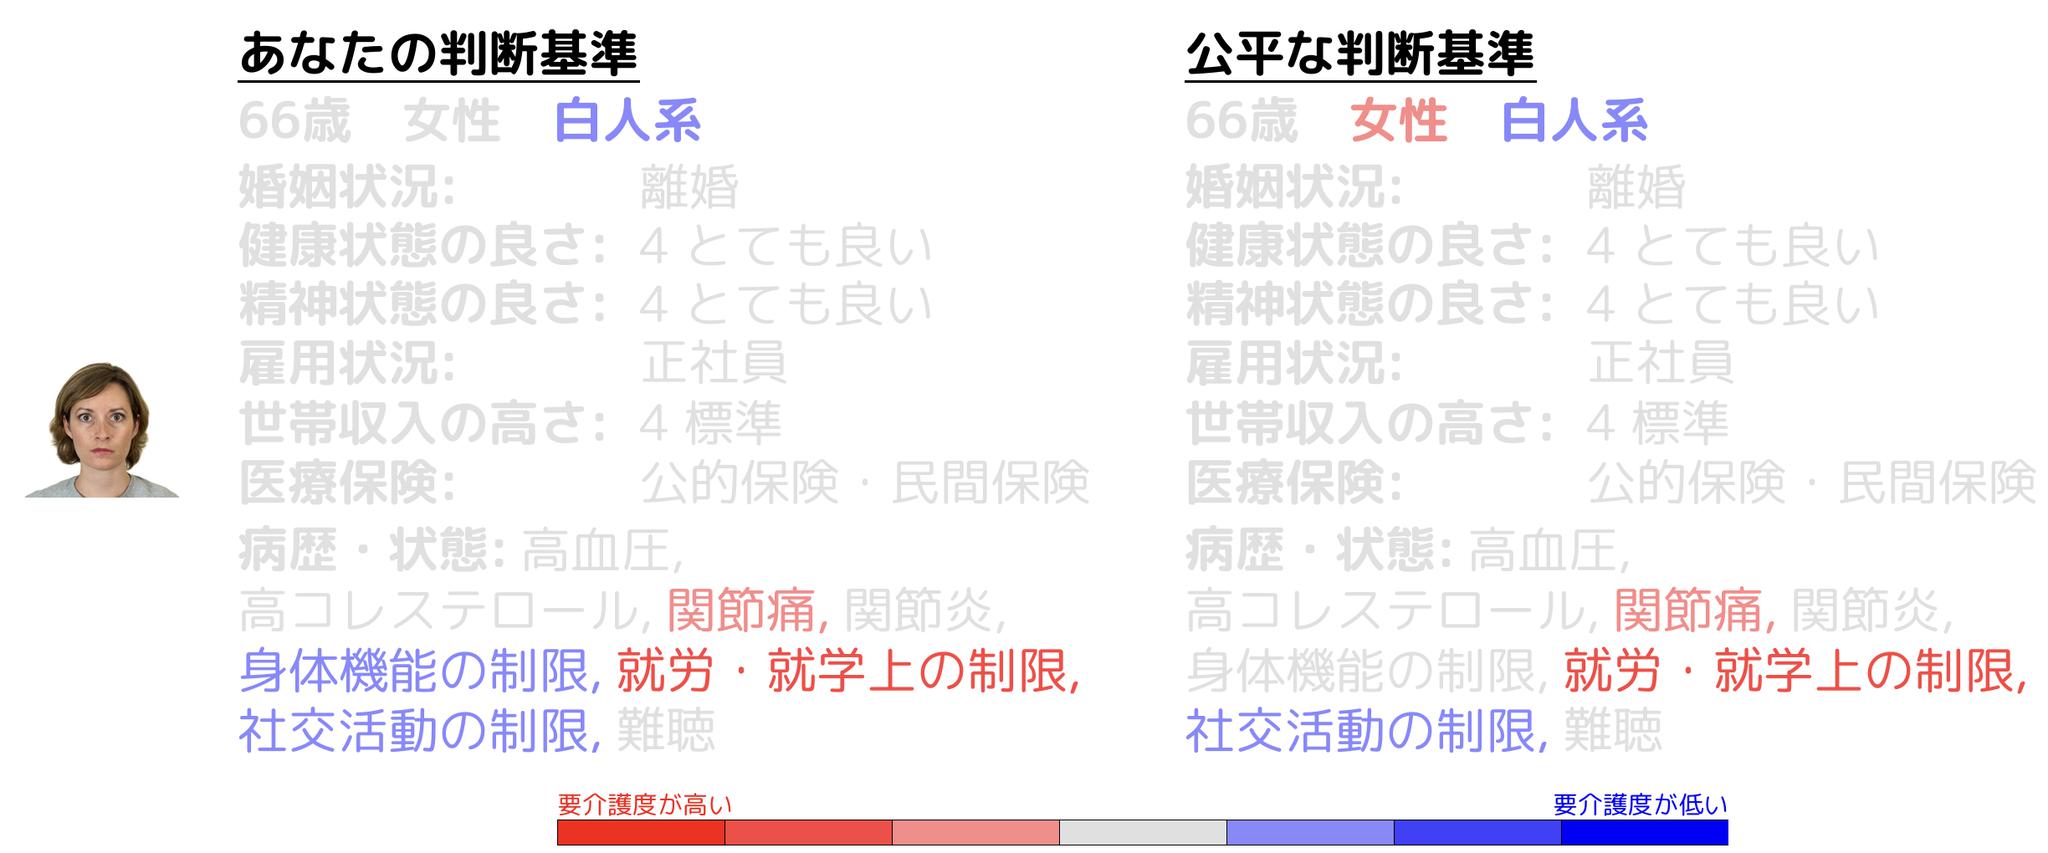 あなたの判断基準
66歳 女性 白人系
婚姻状況: 離婚
健康状態の良さ: 4 とても良い
精神状態の良さ: 4 とても良い
雇用状況: 正社員
世帯収入の高さ: 4 標準
医療保険: 公的保険・民間保険
病歴・状態: 高血圧,
高コレステロール, 関節痛, 関節炎,
身体機能の制限, 就労・就学上の制限,
社交活動の制限, 難聴
公平な判断基準
66歳 女性 白人系
婚姻状況: 離婚
健康状態の良さ: 4 とても良い
精神状態の良さ: 4 とても良い
雇用状況: 正社員
世帯収入の高さ: 4 標準
医療保険: 公的保険・民間保険
病歴・状態: 高血圧,
高コレステロール, 関節痛, 関節炎,
身体機能の制限, 就労・就学上の制限,
社交活動の制限, 難聴
要介護度が高い
要介護度が低い